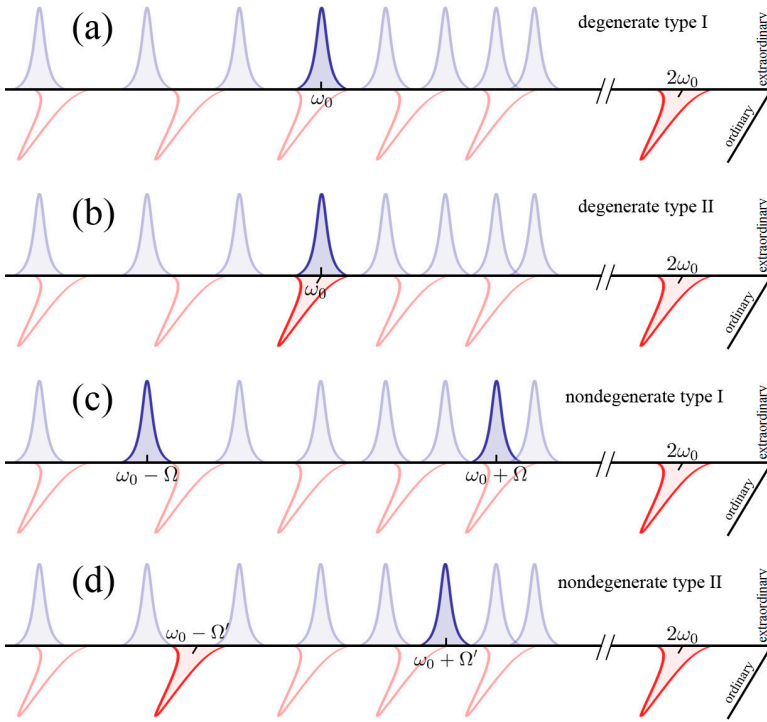 (a)
degenerate type I
extraordinary
ω₀
2ω₀
ordinary
(b)
degenerate type II
extraordinary
ω₀
2ω₀
ordinary
(c)
nondegenerate type I
extraordinary
ω₀ − Ω
ω₀ + Ω
2ω₀
ordinary
(d)
nondegenerate type II
extraordinary
ω₀ − Ω′
ω₀ + Ω′
2ω₀
ordinary